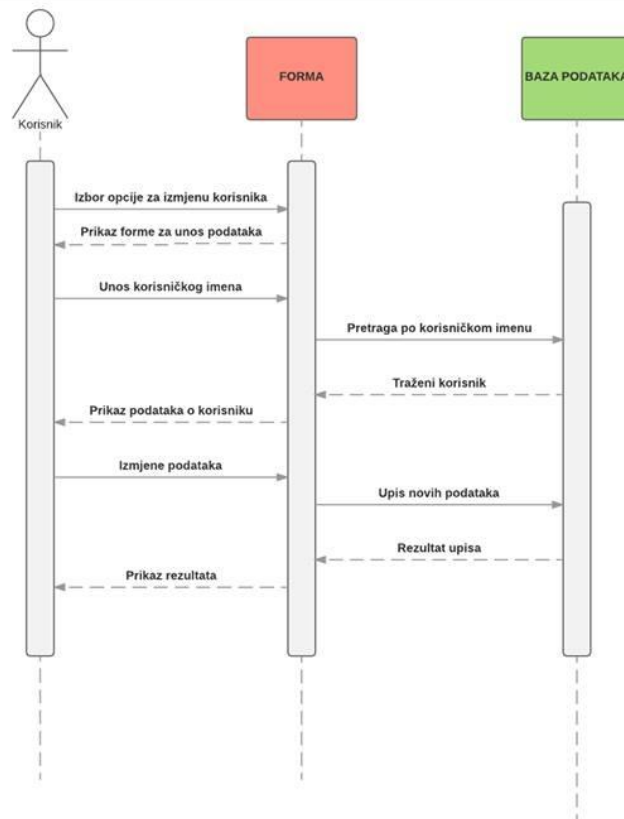 FORMA
BAZA PODATAKA
Korisnik
Izbor opcije za izmjenu korisnika
Prikaz forme za unos podataka
Unos korisničkog imena
Pretraga po korisničkom imenu
Traženi korisnik
Prikaz podataka o korisniku
Izmjene podataka
Upis novih podataka
Rezultat upisa
Prikaz rezultata